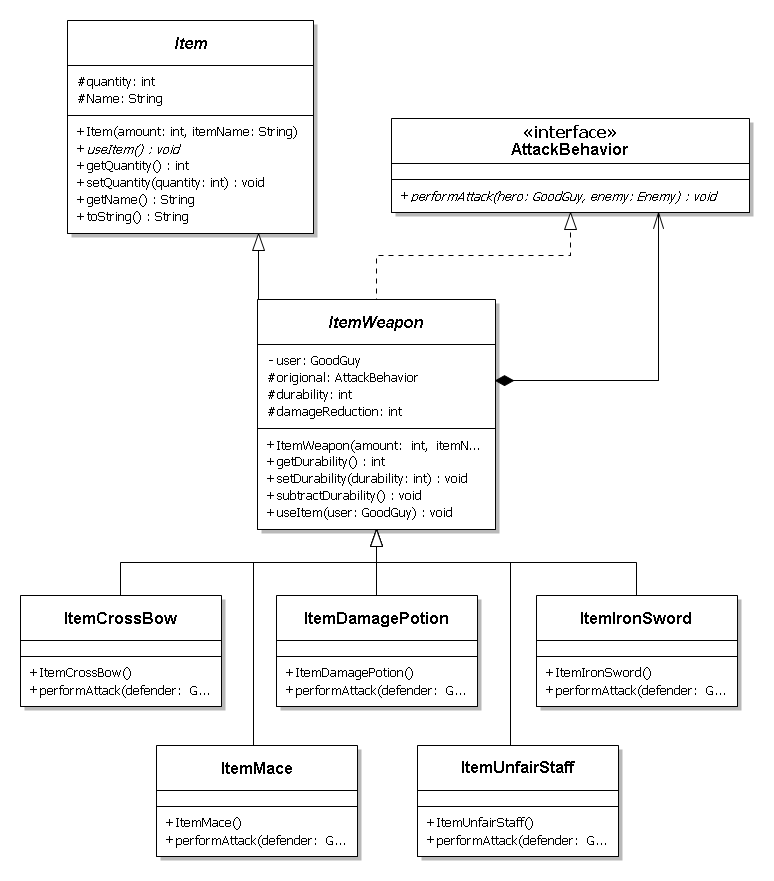 Item
#quantity: int
#Name: String
+Item(amount: int, itemName: String)
+useItem() : void
+getQuantity() : int
+setQuantity(quantity: int) : void
+getName() : String
+toString() : String
«interface»
AttackBehavior
+performAttack(hero: GoodGuy, enemy: Enemy) : void
ItemWeapon
-user: GoodGuy
#origional: AttackBehavior
#durability: int
#damageReduction: int
+ItemWeapon(amount: int, itemN...
+getDurability() : int
+setDurability(durability: int) : void
+subtractDurability() : void
+useItem(user: GoodGuy) : void
ItemCrossBow
+ItemCrossBow()
+performAttack(defender: G...
ItemDamagePotion
+ItemDamagePotion()
+performAttack(defender: G...
ItemIronSword
+ItemIronSword()
+performAttack(defender: G...
ItemMace
+ItemMace()
+performAttack(defender: G...
ItemUnfairStaff
+ItemUnfairStaff()
+performAttack(defender: G...